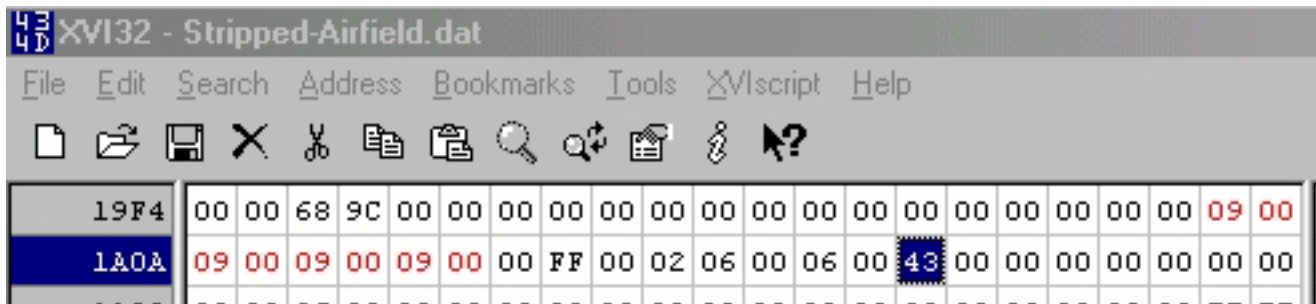 43
4D
XVI32 - Stripped-Airfield.dat
File Edit Search Address Bookmarks Tools XVIscript Help
19F4 00 00 68 9C 00 00 00 00 00 00 00 00 00 00 00 00 00 00 00 00 09 00
1A0A 09 00 09 00 09 00 00 FF 00 02 06 00 06 00 43 00 00 00 00 00 00 00